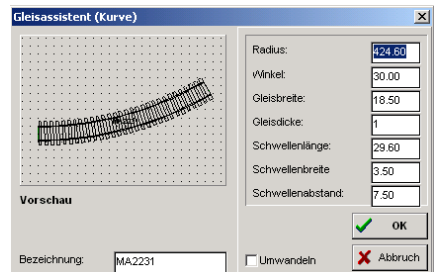 Gleisassistent (Kurve)
Radius: 424.60
Winkel: 30.00
Gleisbreite: 18.50
Gleisdicke: 1
Schwellenlänge: 29.60
Schwellenbreite 3.50
Schwellenabstand: 7.50
Vorschau
OK
Bezeichnung: MA2231
Umwandeln
Abbruch